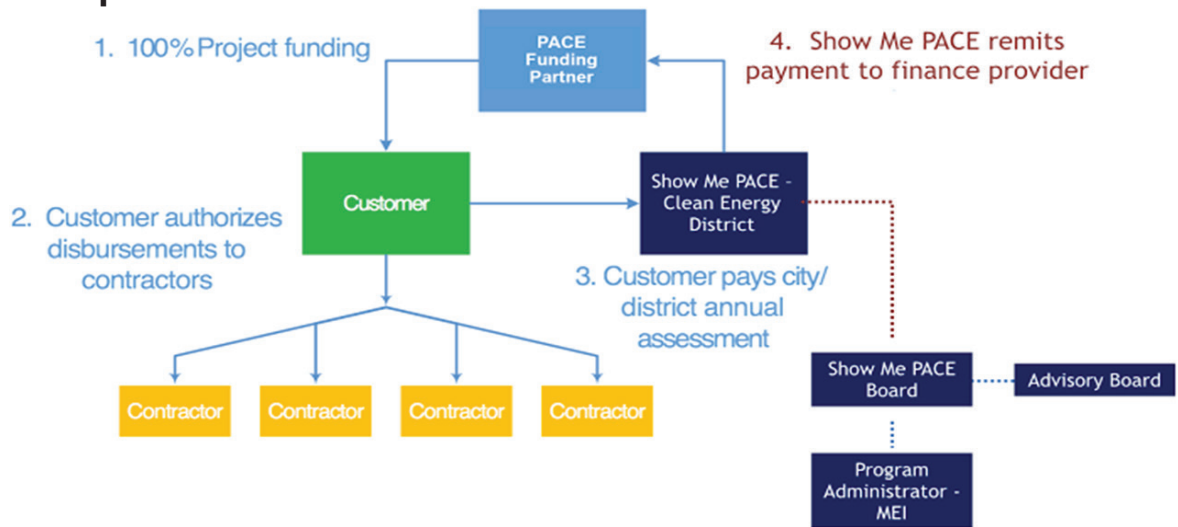 1. 100% Project funding
PACE
Funding
Partner
4. Show Me PACE remits
payment to finance provider
Customer
Show Me PACE –
Clean Energy
District
2. Customer authorizes
disbursements to
contractors
3. Customer pays city/
district annual
assessment
Contractor
Contractor
Contractor
Contractor
Show Me PACE
Board
Advisory Board
Program
Administrator -
MEI